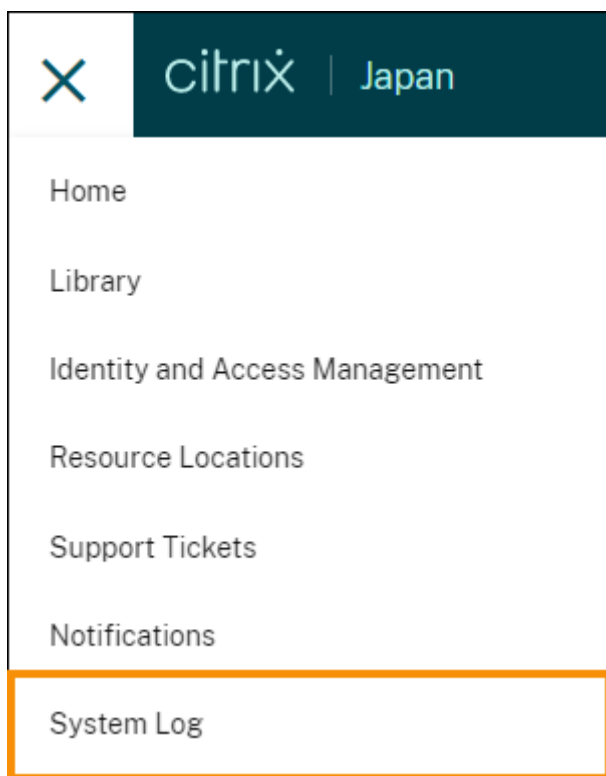 citrix | Japan
Home
Library
Identity and Access Management
Resource Locations
Support Tickets
Notifications
System Log